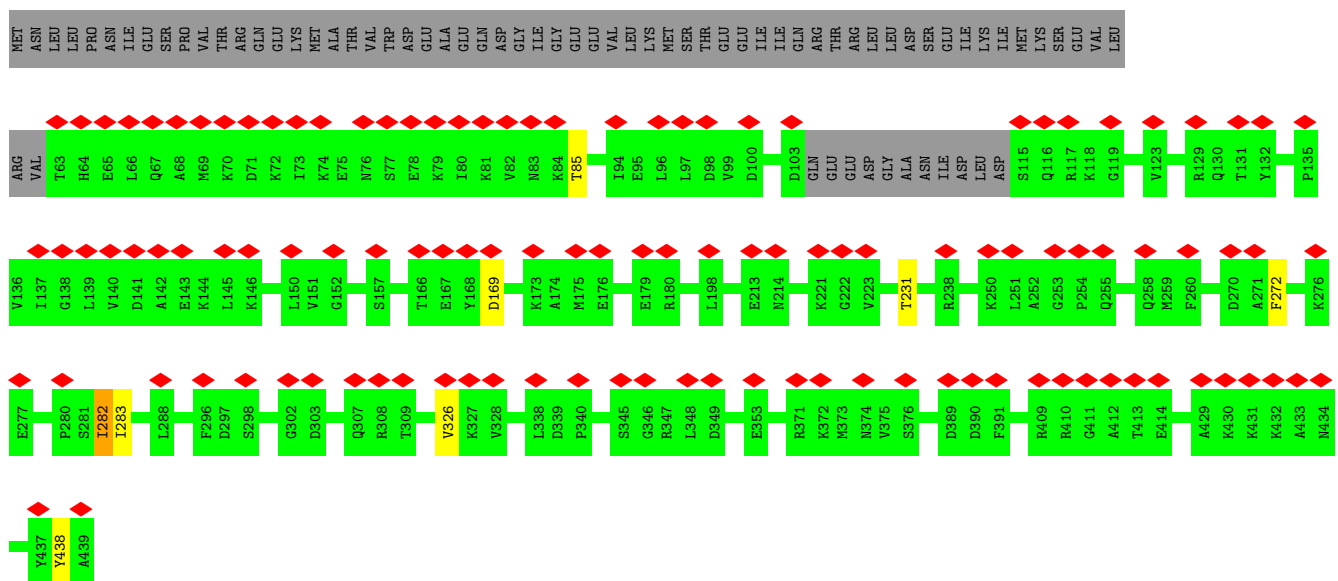 MET ASN LEU LEU PRO ASN ILE GLU SER PRO VAL THR ARG GLN GLU LYS MET ALA THR VAL TRP ASP GLU ALA GLU GLN ASP GLY ILE GLY GLU GLU VAL LEU LYS MET SER THR GLU GLU ILE ILE GLN ARG THR ARG LEU LEU ASP SER GLU ILE LYS ILE MET LYS SER GLU VAL LEU
ARG VAL T63 H64 E65 L66 Q67 A68 M69 K70 D71 K72 I73 K74 E75 N76 S77 E78 K79 I80 K81 V82 N83 K84 T85 I94 E95 L96 L97 D98 V99 D100 D103 GLN GLU GLU ASP GLY ALA ASN ILE ASP LEU ASP S115 Q116 R117 K118 G119 V123 R129 Q130 T131 Y132 P135
V136 I137 G138 L139 V140 D141 A142 E143 K144 L145 K146 L150 V151 G152 S157 T166 E167 Y168 D169 K173 A174 M175 E176 E179 R180 L198 E213 N214 K221 G222 V223 T231 R238 K250 L251 A252 G253 P254 Q255 Q258 M259 F260 D270 A271 F272 K276
E277 P280 S281 I282 I283 L288 F296 D297 S298 G302 D303 Q307 R308 T309 V326 K327 V328 L338 D339 P340 S345 G346 R347 L348 D349 E353 R371 K372 M373 N374 V375 S376 D389 D390 F391 R409 R410 G411 A412 T413 E414 A429 K430 K431 K432 A433 N434
Y437 Y438 A439